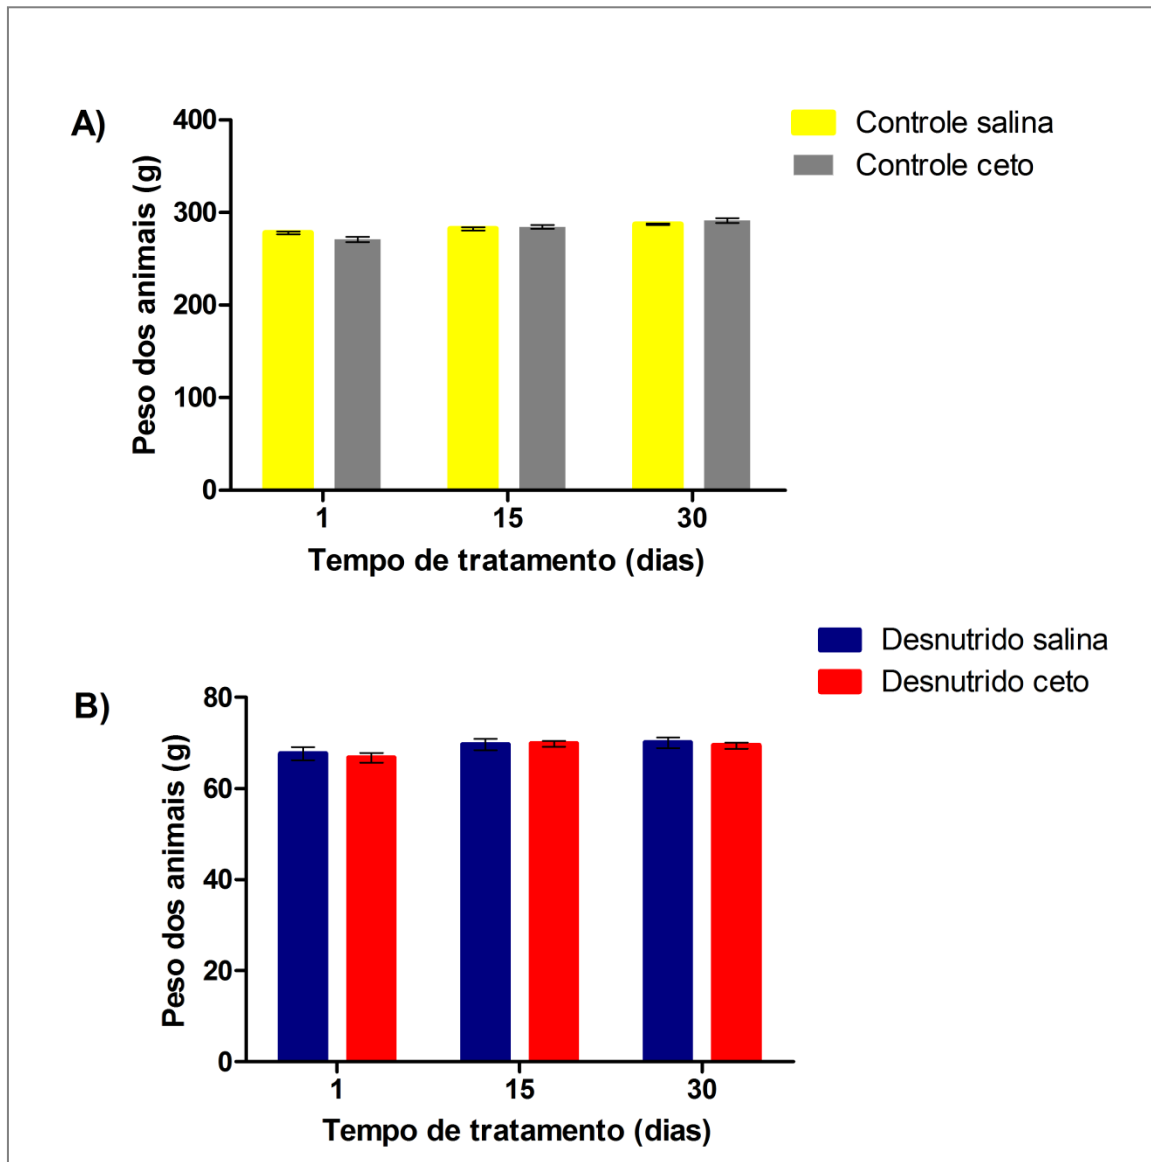 A)
Controle salina
Controle ceto
Peso dos animais (g)
400
300
200
100
0
1 15 30
Tempo de tratamento (dias)
B)
Desnutrido salina
Desnutrido ceto
Peso dos animais (g)
80
60
40
20
0
1 15 30
Tempo de tratamento (dias)